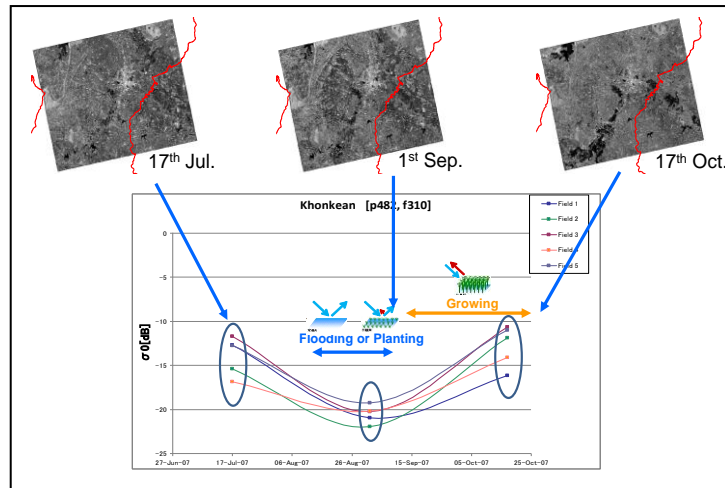 17th Jul.
1st Sep.
17th Oct.
Khonkean [p482, f310]
Field 1
Field 2
Field 3
Field 4
Field 5
0
-5
-10
-15
-20
-25
σ0[dB]
Growing
Flooding or Planting
27-Jun-07 17-Jul-07 06-Aug-07 26-Aug-07 15-Sep-07 05-Oct-07 25-Oct-07